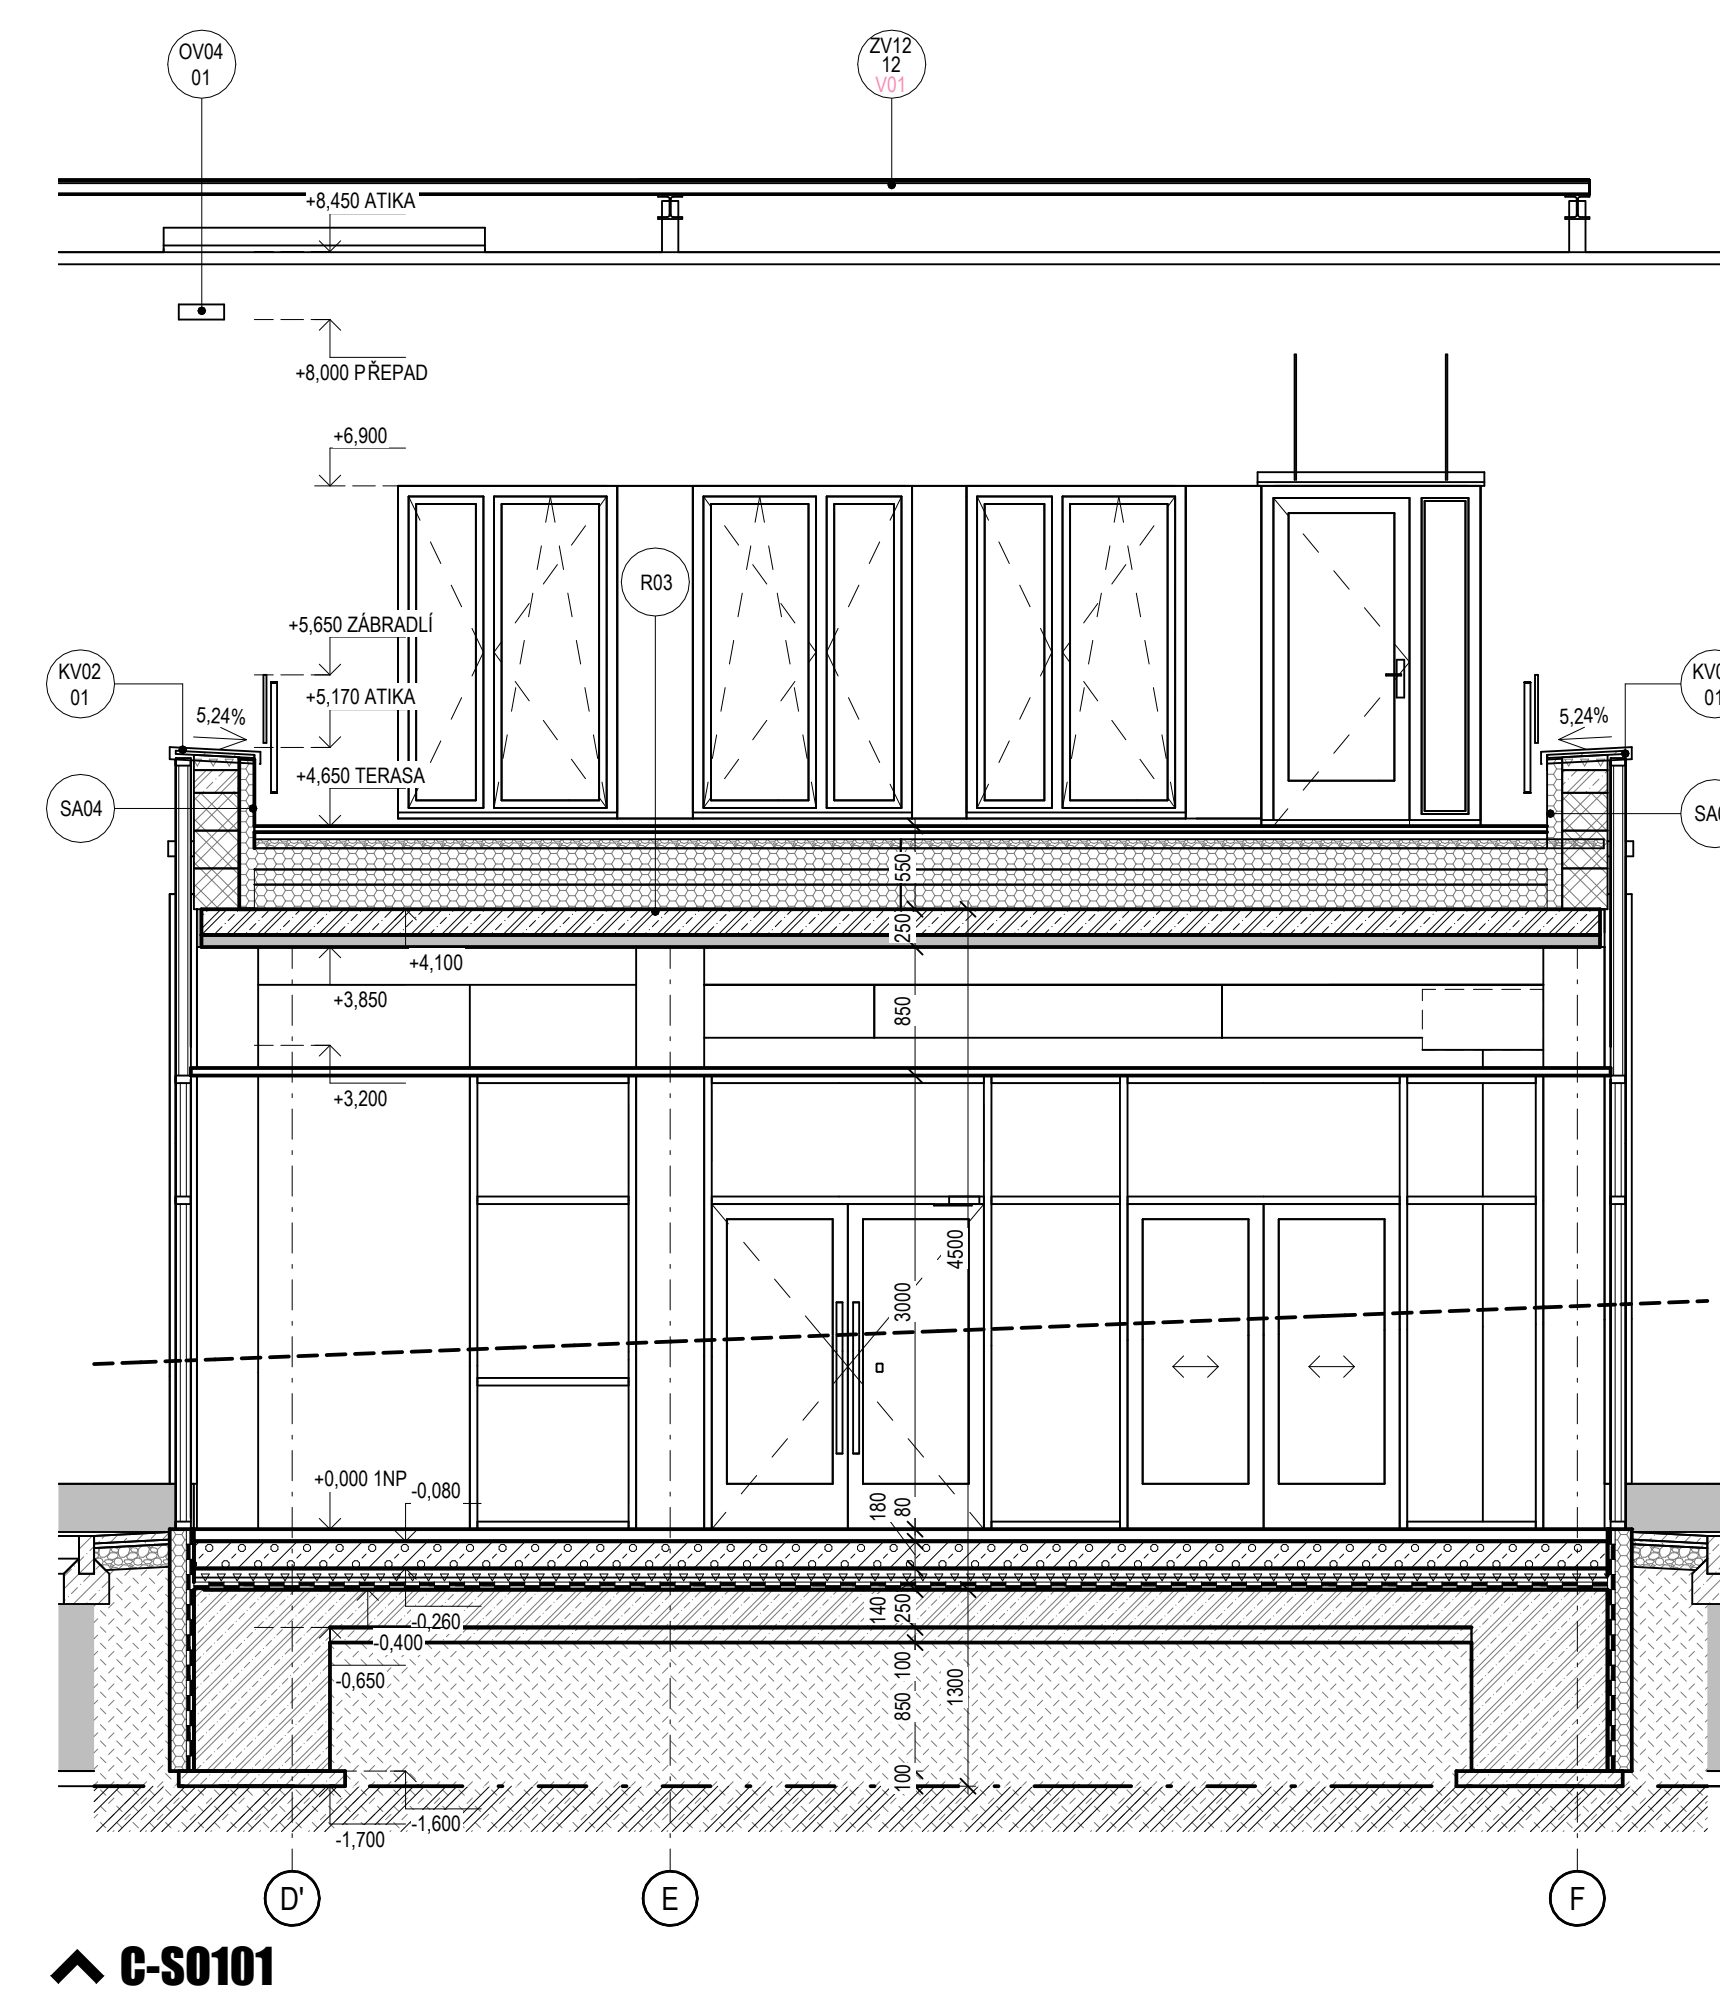 OV04
01
ZV12
12
V01
+8,450 ATIKA
+8,000 PŘEPAD
+6,900
R03
+5,650 ZÁBRADLÍ
KV02
01
+5,170 ATIKA
5,24%
5,24%
+4,650 TERASA
SA04
550
250
+4,100
+3,850
850
+3,200
4500
3000
+0,000 1NP
-0,080
180
80
140
250
-0,260
-0,400
-0,650
100
850
1300
100
-1,600
-1,700
D'
E
F
C-S0101